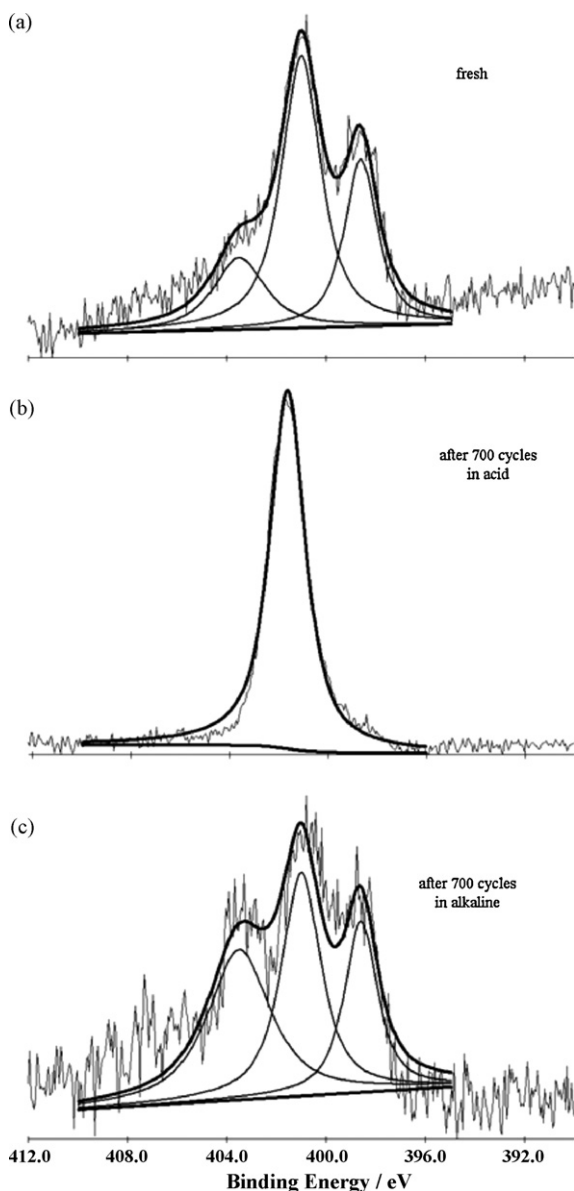 (a)
fresh
(b)
after 700 cycles
in acid
(c)
after 700 cycles
in alkaline
412.0 408.0 404.0 400.0 396.0 392.0
Binding Energy / eV